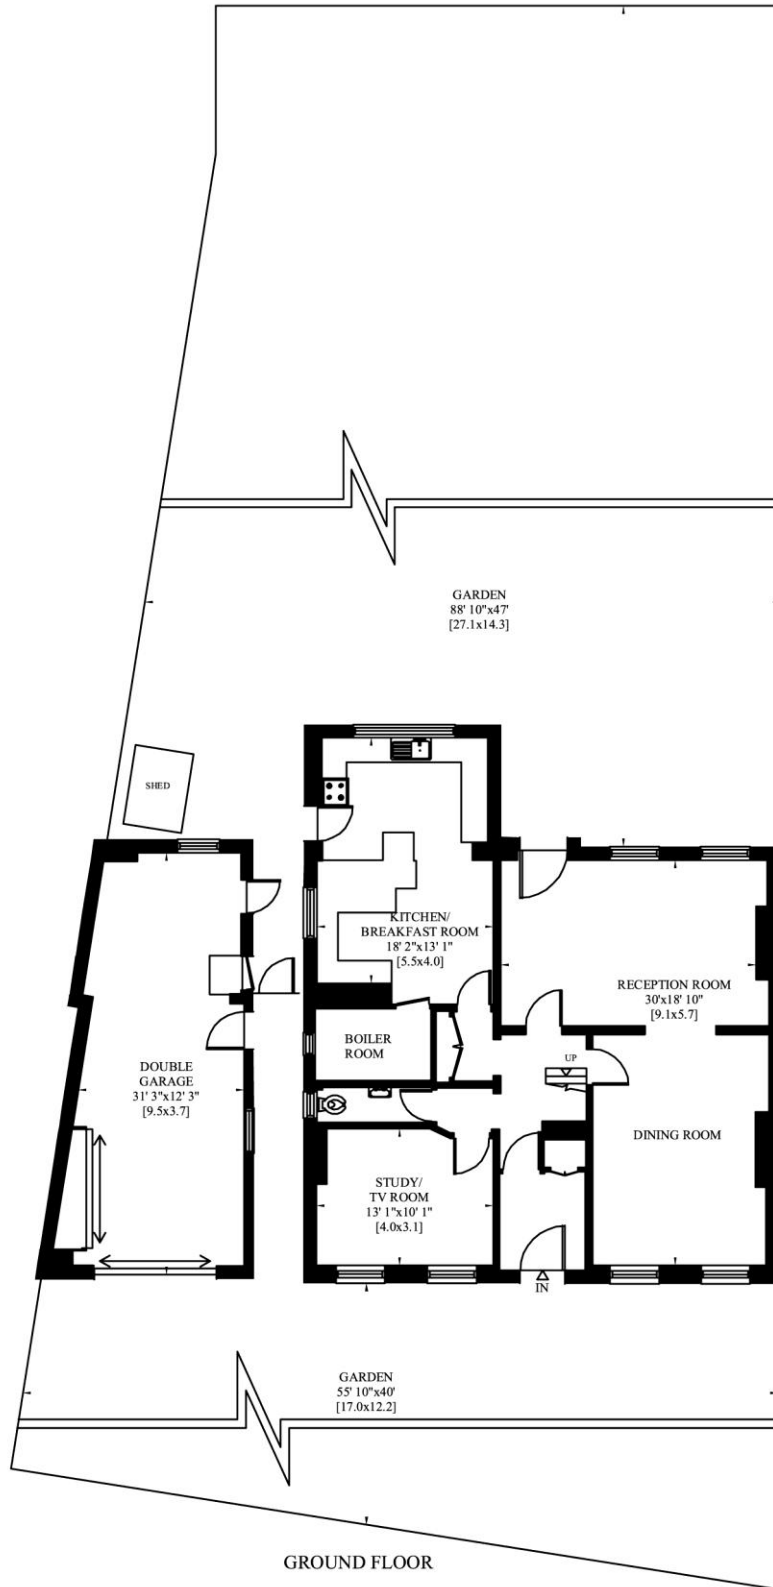 GARDEN
88' 10"x47'
[27.1x14.3]
SHED
KITCHEN/
BREAKFAST ROOM
18' 2"x13' 1"
[5.5x4.0]
RECEPTION ROOM
30'x18' 10"
[9.1x5.7]
BOILER
ROOM
UP
DOUBLE
GARAGE
31' 3"x12' 3"
[9.5x3.7]
DINING ROOM
STUDY/
TV ROOM
13' 1"x10' 1"
[4.0x3.1]
IN
GARDEN
55' 10"x40'
[17.0x12.2]
GROUND FLOOR